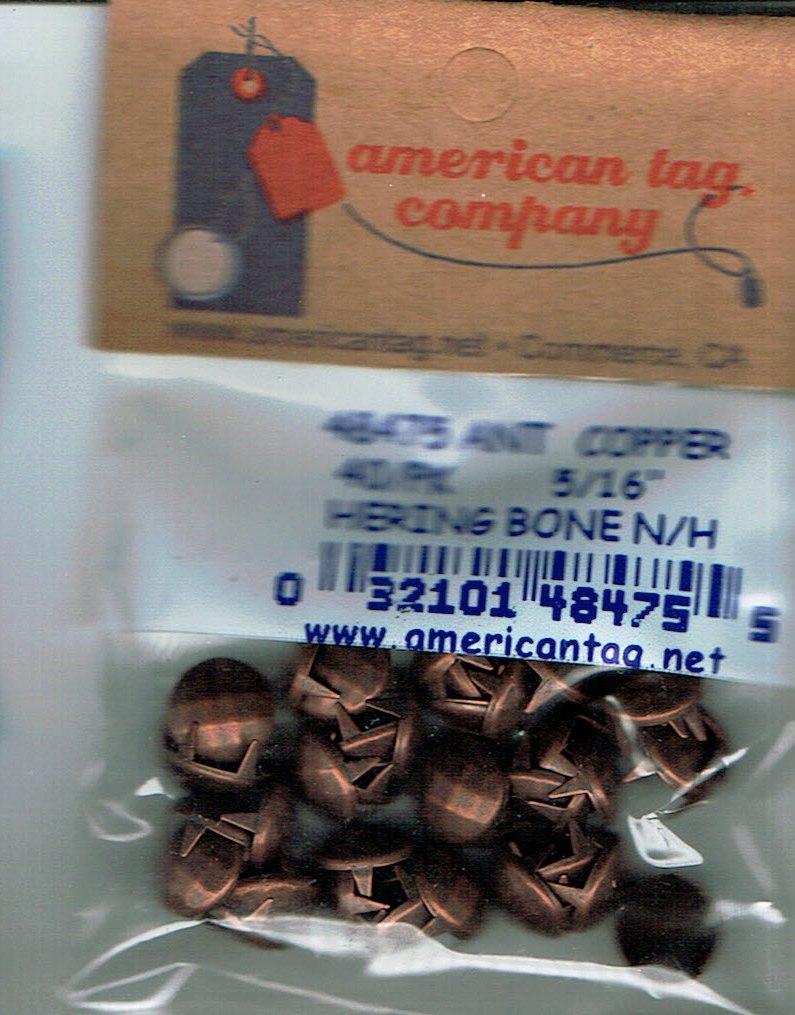 american tag
company
www.americantag.net - Commerce, CA
48475 ANT COPPER
40/PK 5/16"
HERING BONE N/H
0 32101 48475 5
www.americantag.net